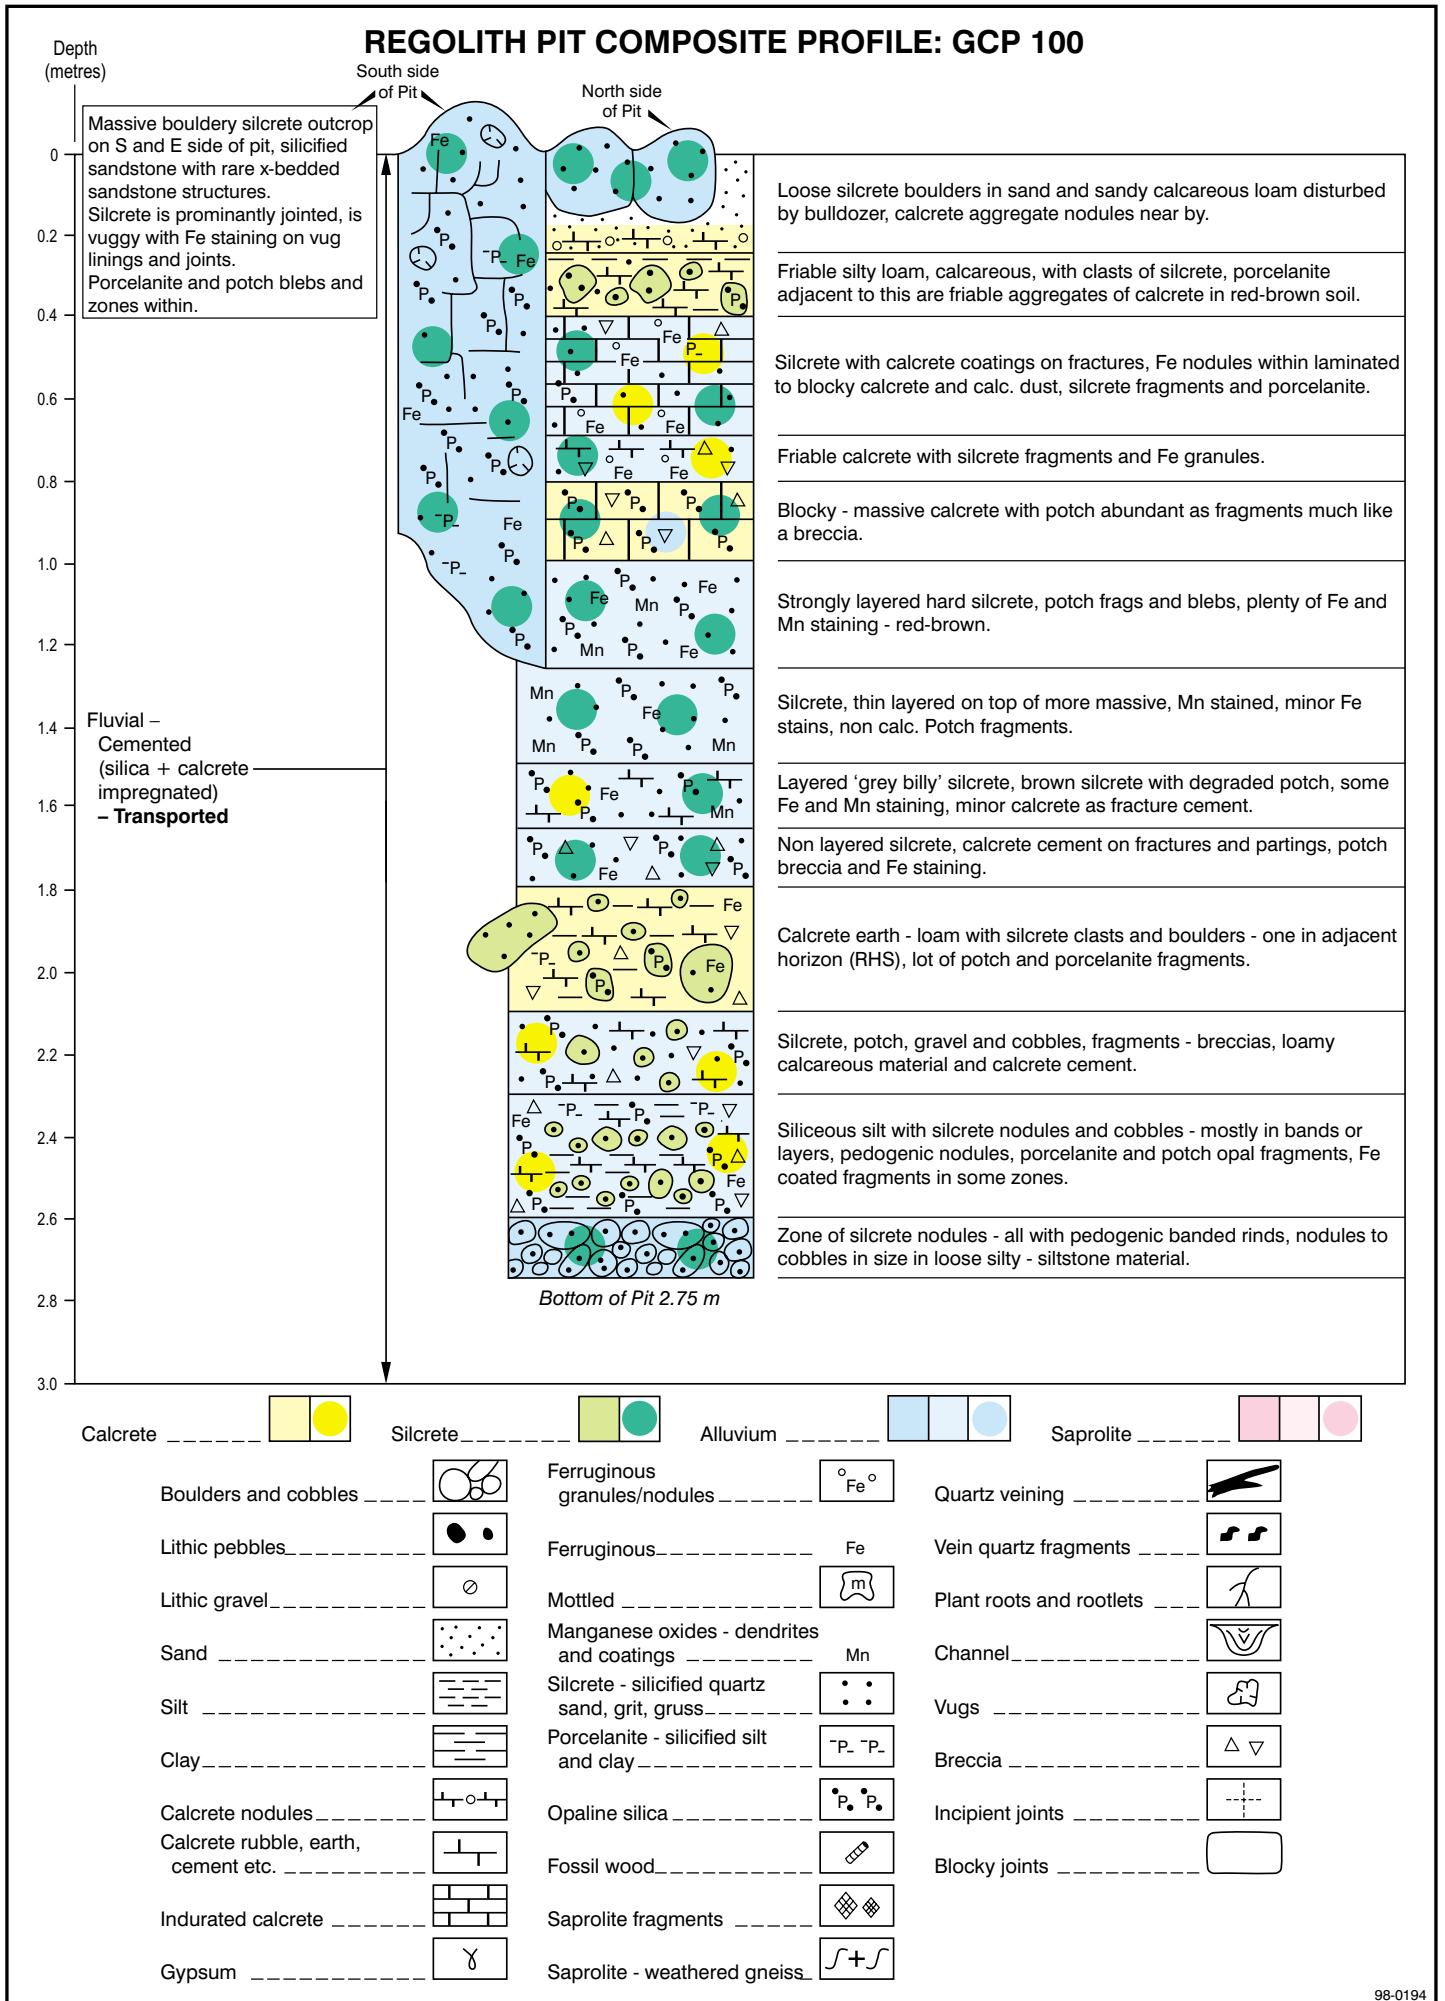 REGOLITH PIT COMPOSITE PROFILE: GCP 100
Depth
(metres)
South side
of Pit
North side
of Pit
Massive bouldery silcrete outcrop
on S and E side of pit, silicified
sandstone with rare x-bedded
sandstone structures.
Silcrete is prominantly jointed, is
vuggy with Fe staining on vug
linings and joints.
Porcelanite and potch blebs and
zones within.
0
0.2
0.4
0.6
0.8
1.0
1.2
1.4
1.6
1.8
2.0
2.2
2.4
2.6
2.8
3.0
Fluvial –
Cemented
(silica + calcrete
impregnated)
– Transported
Loose silcrete boulders in sand and sandy calcareous loam disturbed
by bulldozer, calcrete aggregate nodules near by.
Friable silty loam, calcareous, with clasts of silcrete, porcelanite
adjacent to this are friable aggregates of calcrete in red-brown soil.
Silcrete with calcrete coatings on fractures, Fe nodules within laminated
to blocky calcrete and calc. dust, silcrete fragments and porcelanite.
Friable calcrete with silcrete fragments and Fe granules.
Blocky - massive calcrete with potch abundant as fragments much like
a breccia.
Strongly layered hard silcrete, potch frags and blebs, plenty of Fe and
Mn staining - red-brown.
Silcrete, thin layered on top of more massive, Mn stained, minor Fe
stains, non calc. Potch fragments.
Layered ‘grey billy’ silcrete, brown silcrete with degraded potch, some
Fe and Mn staining, minor calcrete as fracture cement.
Non layered silcrete, calcrete cement on fractures and partings, potch
breccia and Fe staining.
Calcrete earth - loam with silcrete clasts and boulders - one in adjacent
horizon (RHS), lot of potch and porcelanite fragments.
Silcrete, potch, gravel and cobbles, fragments - breccias, loamy
calcareous material and calcrete cement.
Siliceous silt with silcrete nodules and cobbles - mostly in bands or
layers, pedogenic nodules, porcelanite and potch opal fragments, Fe
coated fragments in some zones.
Zone of silcrete nodules - all with pedogenic banded rinds, nodules to
cobbles in size in loose silty - siltstone material.
Bottom of Pit 2.75 m
Calcrete
Silcrete
Alluvium
Saprolite
Boulders and cobbles
Lithic pebbles
Lithic gravel
Sand
Silt
Clay
Calcrete nodules
Calcrete rubble, earth,
cement etc.
Indurated calcrete
Gypsum
Ferruginous
granules/nodules
Fe
Ferruginous
Fe
Mottled
m
Manganese oxides - dendrites
and coatings
Mn
Silcrete - silicified quartz
sand, grit, gruss
Porcelanite - silicified silt
and clay
P P
Opaline silica
P P
Fossil wood
Saprolite fragments
Saprolite - weathered gneiss
Quartz veining
Vein quartz fragments
Plant roots and rootlets
Channel
Vugs
Breccia
Incipient joints
Blocky joints
98-0194